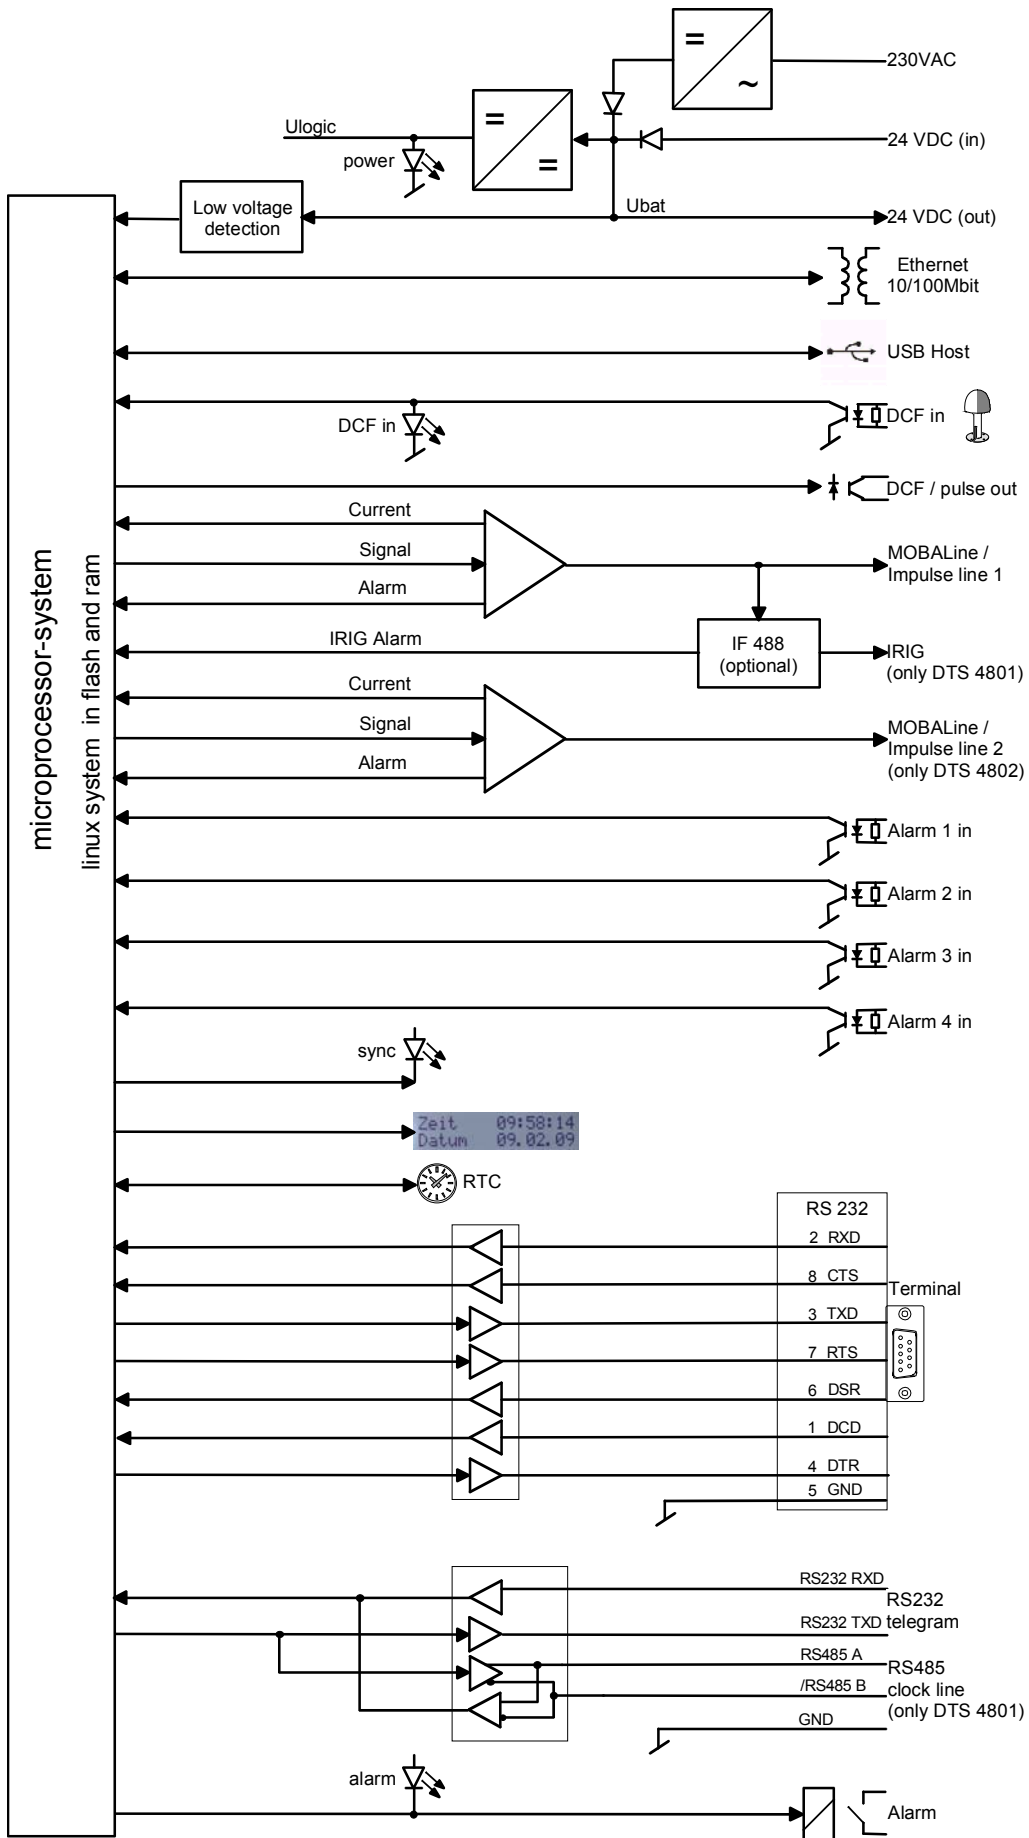 230VAC
Ulogic
24 VDC (in)
power
Low voltage
detection
Ubat
24 VDC (out)
Ethernet
10/100Mbit
USB Host
DCF in
DCF in
DCF / pulse out
Current
Signal
Alarm
MOBALine /
Impulse line 1
IRIG Alarm
IF 488
(optional)
IRIG
(only DTS 4801)
Current
Signal
Alarm
MOBALine /
Impulse line 2
(only DTS 4802)
microprocessor-system
linux system in flash and ram
Alarm 1 in
Alarm 2 in
Alarm 3 in
Alarm 4 in
sync
Zeit 09:58:14
Datum 09.02.09
RTC
RS 232
2 RXD
8 CTS
Terminal
3 TXD
7 RTS
6 DSR
1 DCD
4 DTR
5 GND
RS232 RXD
RS232
telegram
RS232 TXD
RS485 A
RS485
clock line
(only DTS 4801)
/RS485 B
GND
alarm
Alarm